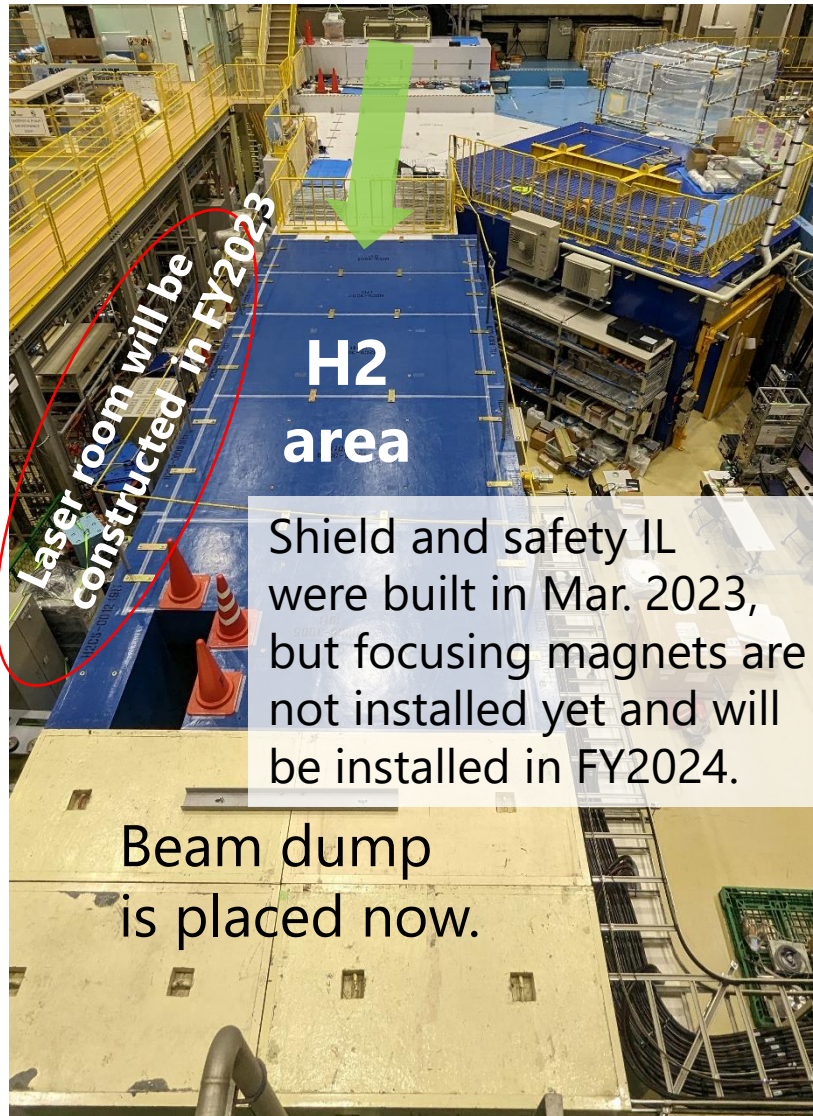 Laser room will be
constructed in FY2023
H2
area
Shield and safety IL
were built in Mar. 2023,
but focusing magnets are
not installed yet and will
be installed in FY2024.
Beam dump
is placed now.